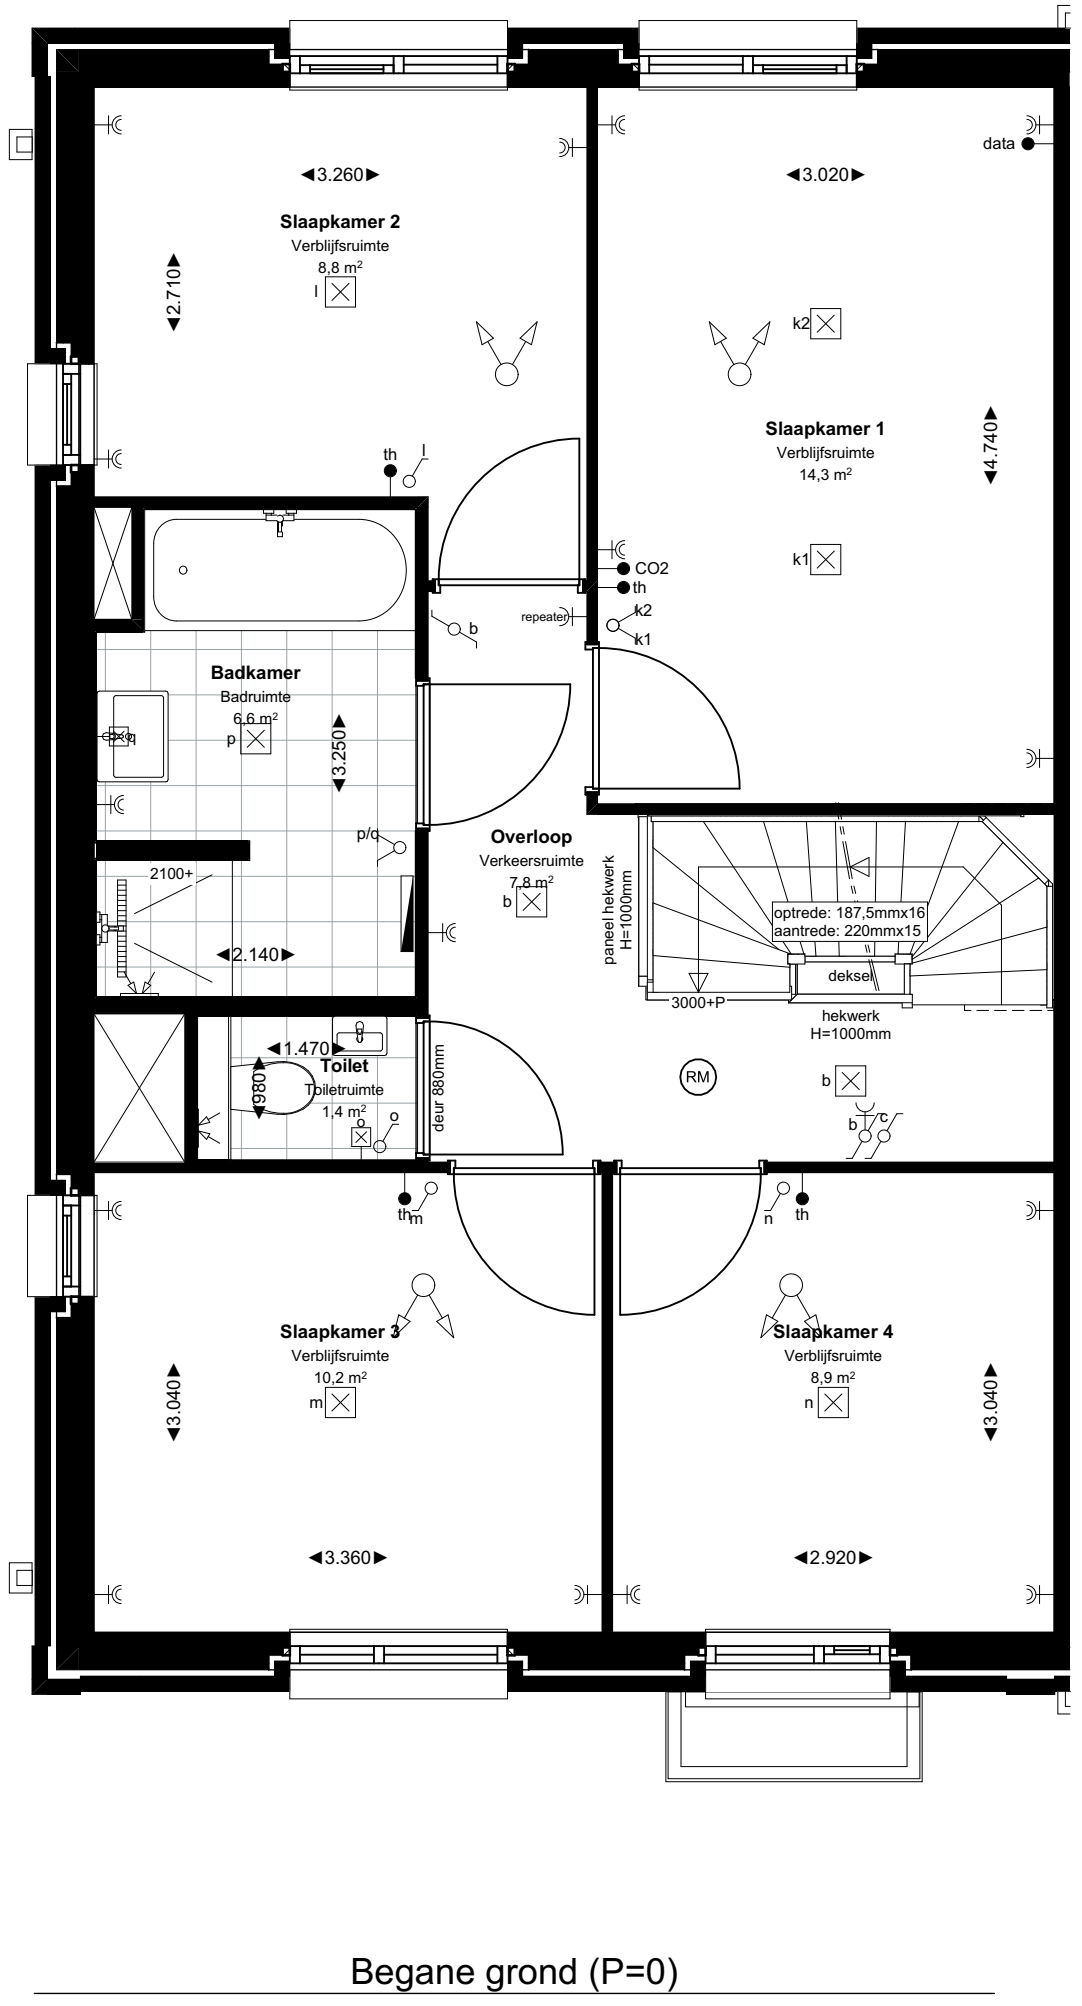 data
3.260
3.020
Slaapkamer 2
Verblijfsruimte
8,8 m²
l
2.710
k2
Slaapkamer 1
Verblijfsruimte
14,3 m²
4.740
th
l
k1
CO2
th
repeater
k2
k1
b
Badkamer
Badruimte
6,6 m²
p
q
3.250
p/q
Overloop
Verkeersruimte
7,8 m²
b
2100+
2.140
paneel hekwerk
H=1000mm
optrede: 187,5mmx16
aantrede: 220mmx15
deksel
3000+P
hekwerk
H=1000mm
1.470
Toilet
Toiletruimte
1,4 m²
980
o
o
deur 880mm
RM
b
b
c
th
m
n
th
Slaapkamer 3
Verblijfsruimte
10,2 m²
m
3.040
Slaapkamer 4
Verblijfsruimte
8,9 m²
n
3.040
3.360
2.920
Begane grond (P=0)